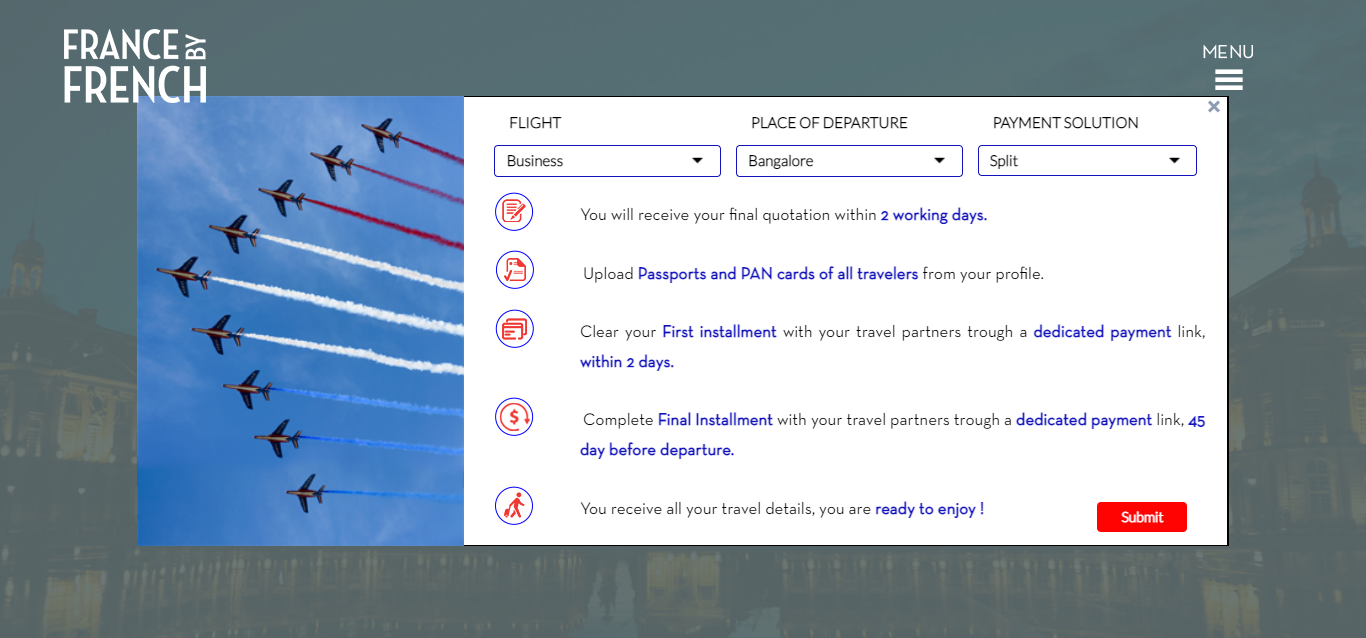 FRANCE BY
FRENCH
MENU
FLIGHT
PLACE OF DEPARTURE
PAYMENT SOLUTION
Business
Bangalore
Split
You will receive your final quotation within 2 working days.
Upload Passports and PAN cards of all travelers from your profile.
Clear your First installment with your travel partners trough a dedicated payment link,
within 2 days.
Complete Final Installment with your travel partners trough a dedicated payment link, 45
day before departure.
You receive all your travel details, you are ready to enjoy !
Submit